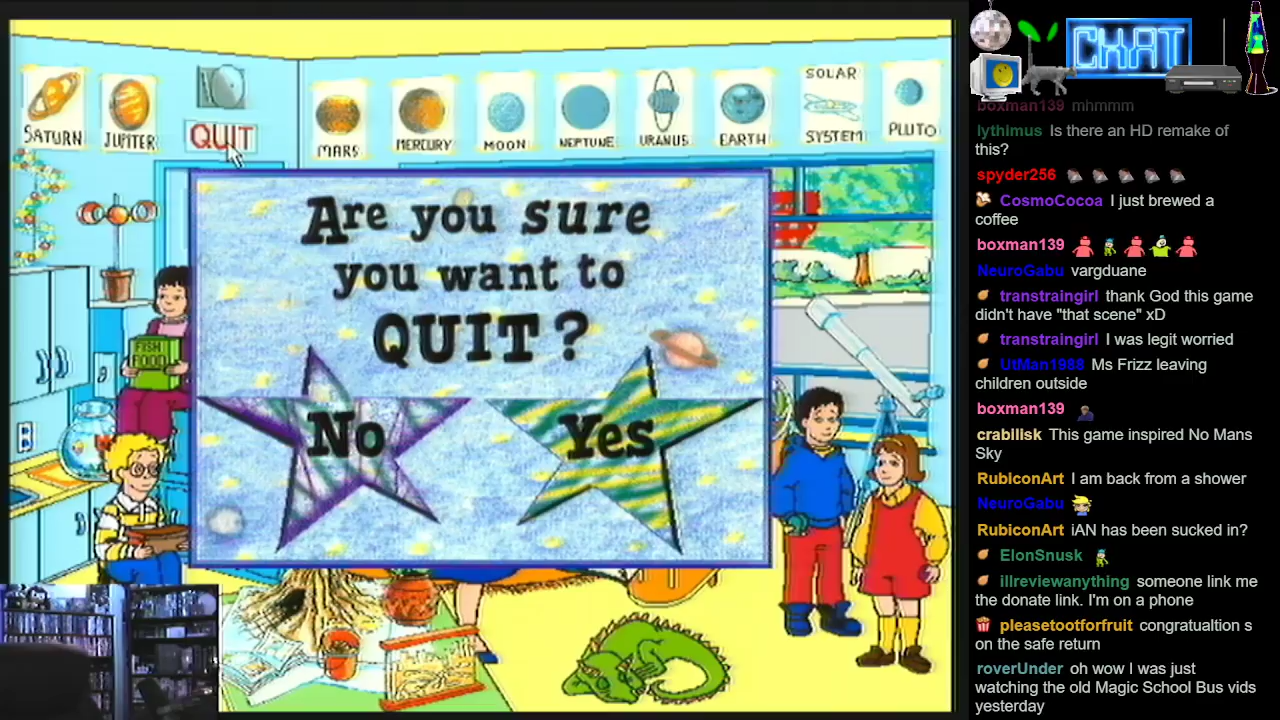 SATURN
JUPITER
QUIT
MARS
MERCURY
MOON
NEPTUNE
URANUS
EARTH
SOLAR
SYSTEM
PLUTO
Are you sure
you want to
QUIT?
No
Yes
FISH
FOOD
CHAT
boxman139 mhmmm
lythimus Is there an HD remake of
this?
spyder256
CosmoCocoa I just brewed a
coffee
boxman139
NeuroGabu vargduane
transtraingirl thank God this game
didn't have "that scene" xD
transtraingirl I was legit worried
UtMan1988 Ms Frizz leaving
children outside
boxman139
crabllisk This game inspired No Mans
Sky
RubIconArt I am back from a shower
NeuroGabu
RubiconArt iAN has been sucked in?
ElonSnusk
illreviewanything someone link me
the donate link. I'm on a phone
pleasetootforfruit congratualtion s
on the safe return
roverUnder oh wow I was just
watching the old Magic School Bus vids
yesterday